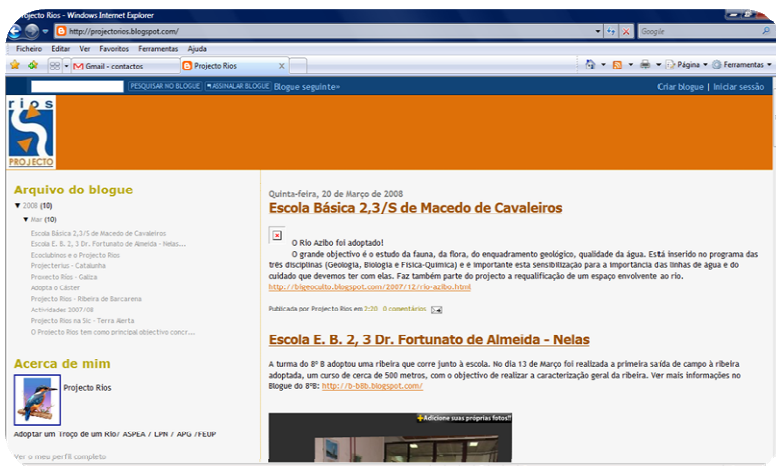 Projecto Rios - Windows Internet Explorer
http://projectorios.blogspot.com/
Google
Ficheiro Editar Ver Favoritos Ferramentas Ajuda
Gmail - contactos
Projecto Rios
Página
Ferramentas
PESQUISAR NO BLOGUE ASSINALAR BLOGUE Blogue seguinte»
Criar blogue | Iniciar sessão
rios
PROJECTO
Arquivo do blogue
▼ 2008 (10)
▼ Mar (10)
Escola Básica 2,3/S de Macedo de Cavaleiros
Escola E. B. 2, 3 Dr. Fortunato de Almeida - Nelas...
Ecoclubinos e o Projecto Rios
Projecterius - Catalunha
Proxecto Ríos - Galiza
Adopta o Cáster
Projecto Rios - Ribeira de Barcarena
Actividades 2007/08
Projecto Rios na Sic - Terra Alerta
O Projecto Rios tem como principal objectivo concr...
Acerca de mim
Projecto Rios
Adoptar um Troço de um Rio/ ASPEA / LPN / APG /FEUP
Ver o meu perfil completo
Quinta-feira, 20 de Março de 2008
Escola Básica 2,3/S de Macedo de Cavaleiros
O Rio Azibo foi adoptado!
O grande objectivo é o estudo da fauna, da flora, do enquadramento geológico, qualidade da água. Está inserido no programa das
três disciplinas (Geologia, Biologia e Física-Química) e é importante esta sensibilização para a importância das linhas de água e do
cuidado que devemos ter com elas. Faz também parte do projecto a requalificação de um espaço envolvente ao rio.
http://bigeoculto.blogspot.com/2007/12/rio-azibo.html
Publicada por Projecto Rios em 2:20 0 comentários
Escola E. B. 2, 3 Dr. Fortunato de Almeida - Nelas
A turma do 8º B adoptou uma ribeira que corre junto à escola. No dia 13 de Março foi realizada a primeira saída de campo à ribeira
adoptada, um curso de cerca de 500 metros, com o objectivo de realizar a caracterização geral da ribeira. Ver mais informações no
Blogue do 8ºB: http://b-b8b.blogspot.com/
Adicione suas próprias fotos!!